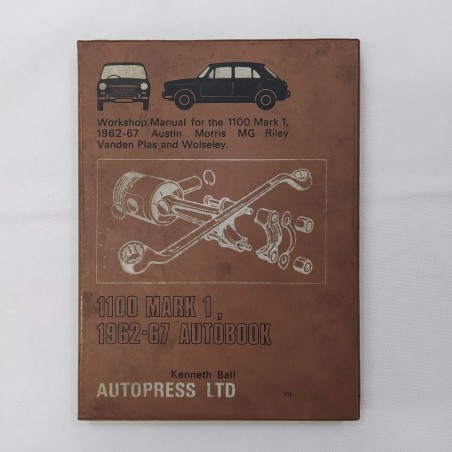 Workshop Manual for the 1100 Mark 1,
1962-67 Austin Morris MG Riley
Vanden Plas and Wolseley.
1100 MARK 1,
1962-67 AUTOBOOK
Kenneth Ball
AUTOPRESS LTD